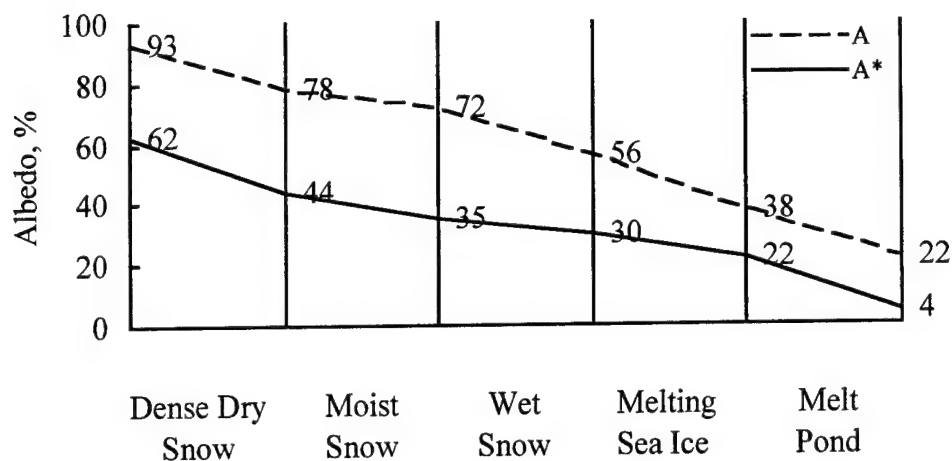 100
80
60
40
20
0
Albedo, %
A
A*
93
78
72
56
38
22
62
44
35
30
22
4
Dense Dry
Snow
Moist
Snow
Wet
Snow
Melting
Sea Ice
Melt
Pond